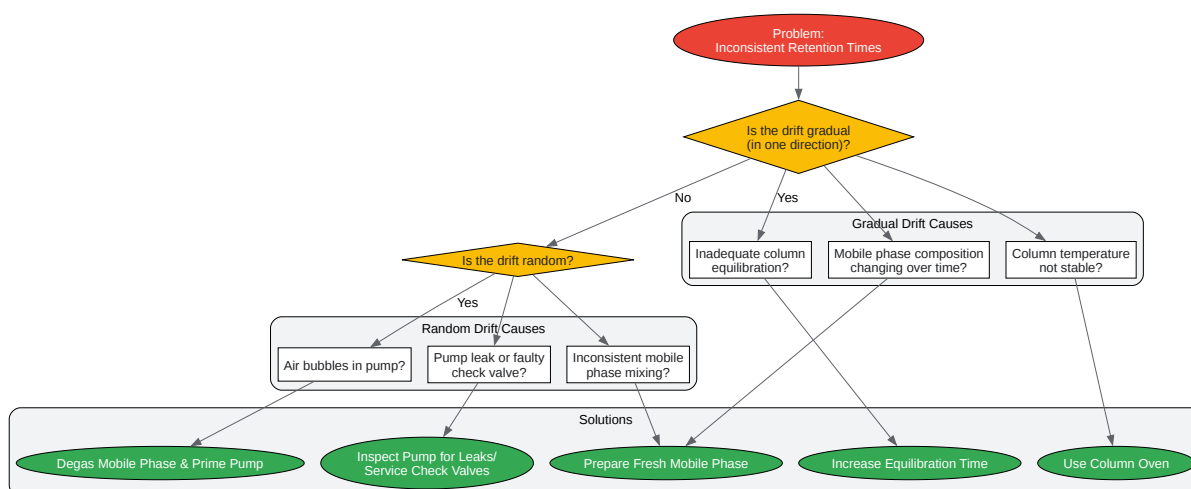 Problem:
Inconsistent Retention Times
Is the drift gradual
(in one direction)?
No
Yes
Gradual Drift Causes
Inadequate column
equilibration?
Mobile phase composition
changing over time?
Column temperature
not stable?
Is the drift random?
Yes
Random Drift Causes
Air bubbles in pump?
Pump leak or faulty
check valve?
Inconsistent mobile
phase mixing?
Solutions
Degas Mobile Phase & Prime Pump
Inspect Pump for Leaks/
Service Check Valves
Prepare Fresh Mobile Phase
Increase Equilibration Time
Use Column Oven